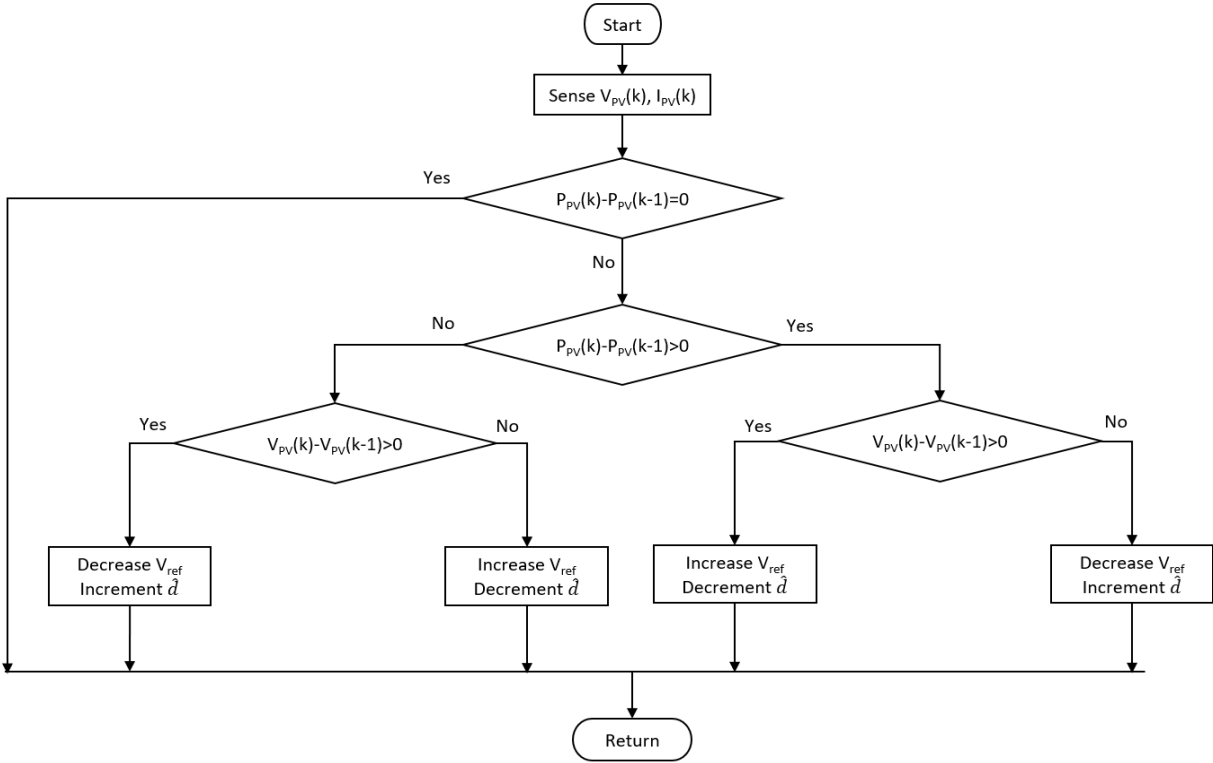 Start
Sense V_PV(k), I_PV(k)
Yes
P_PV(k)-P_PV(k-1)=0
No
No
Yes
P_PV(k)-P_PV(k-1)>0
Yes
No
V_PV(k)-V_PV(k-1)>0
Yes
No
V_PV(k)-V_PV(k-1)>0
Decrease V_ref
Increment d̂
Increase V_ref
Decrement d̂
Increase V_ref
Decrement d̂
Decrease V_ref
Increment d̂
Return